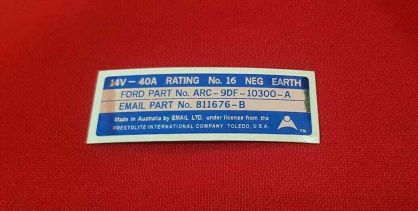 14V - 40A RATING No. 16 NEG EARTH
FORD PART No. ARC - 9DF - 10300 - A
EMAIL PART No. 811676 - B
Made in Australia by EMAIL LTD. under license from the
PRESTOLITE INTERNATIONAL COMPANY TOLEDO, U.S.A.